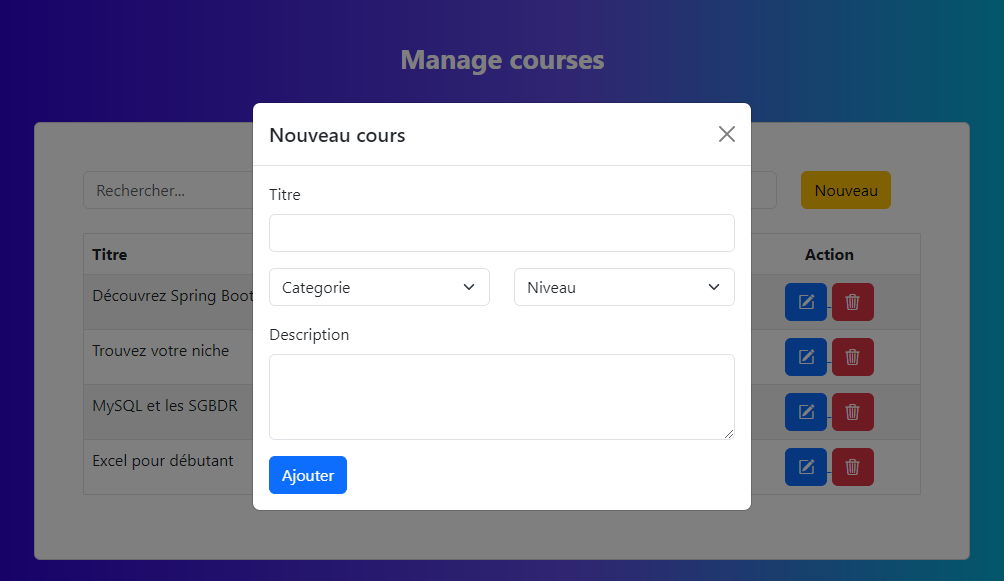 Manage courses
Nouveau cours
Titre
Categorie
Niveau
Description
Ajouter
Rechercher...
Nouveau
Titre
Action
Découvrez Spring Boot
Trouvez votre niche
MySQL et les SGBDR
Excel pour débutant